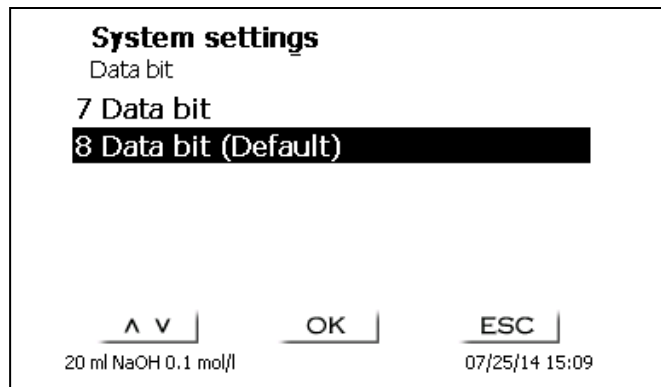 System settings
Data bit
7 Data bit
8 Data bit (Default)
∧ ∨ OK ESC
20 ml NaOH 0.1 mol/l 07/25/14 15:09